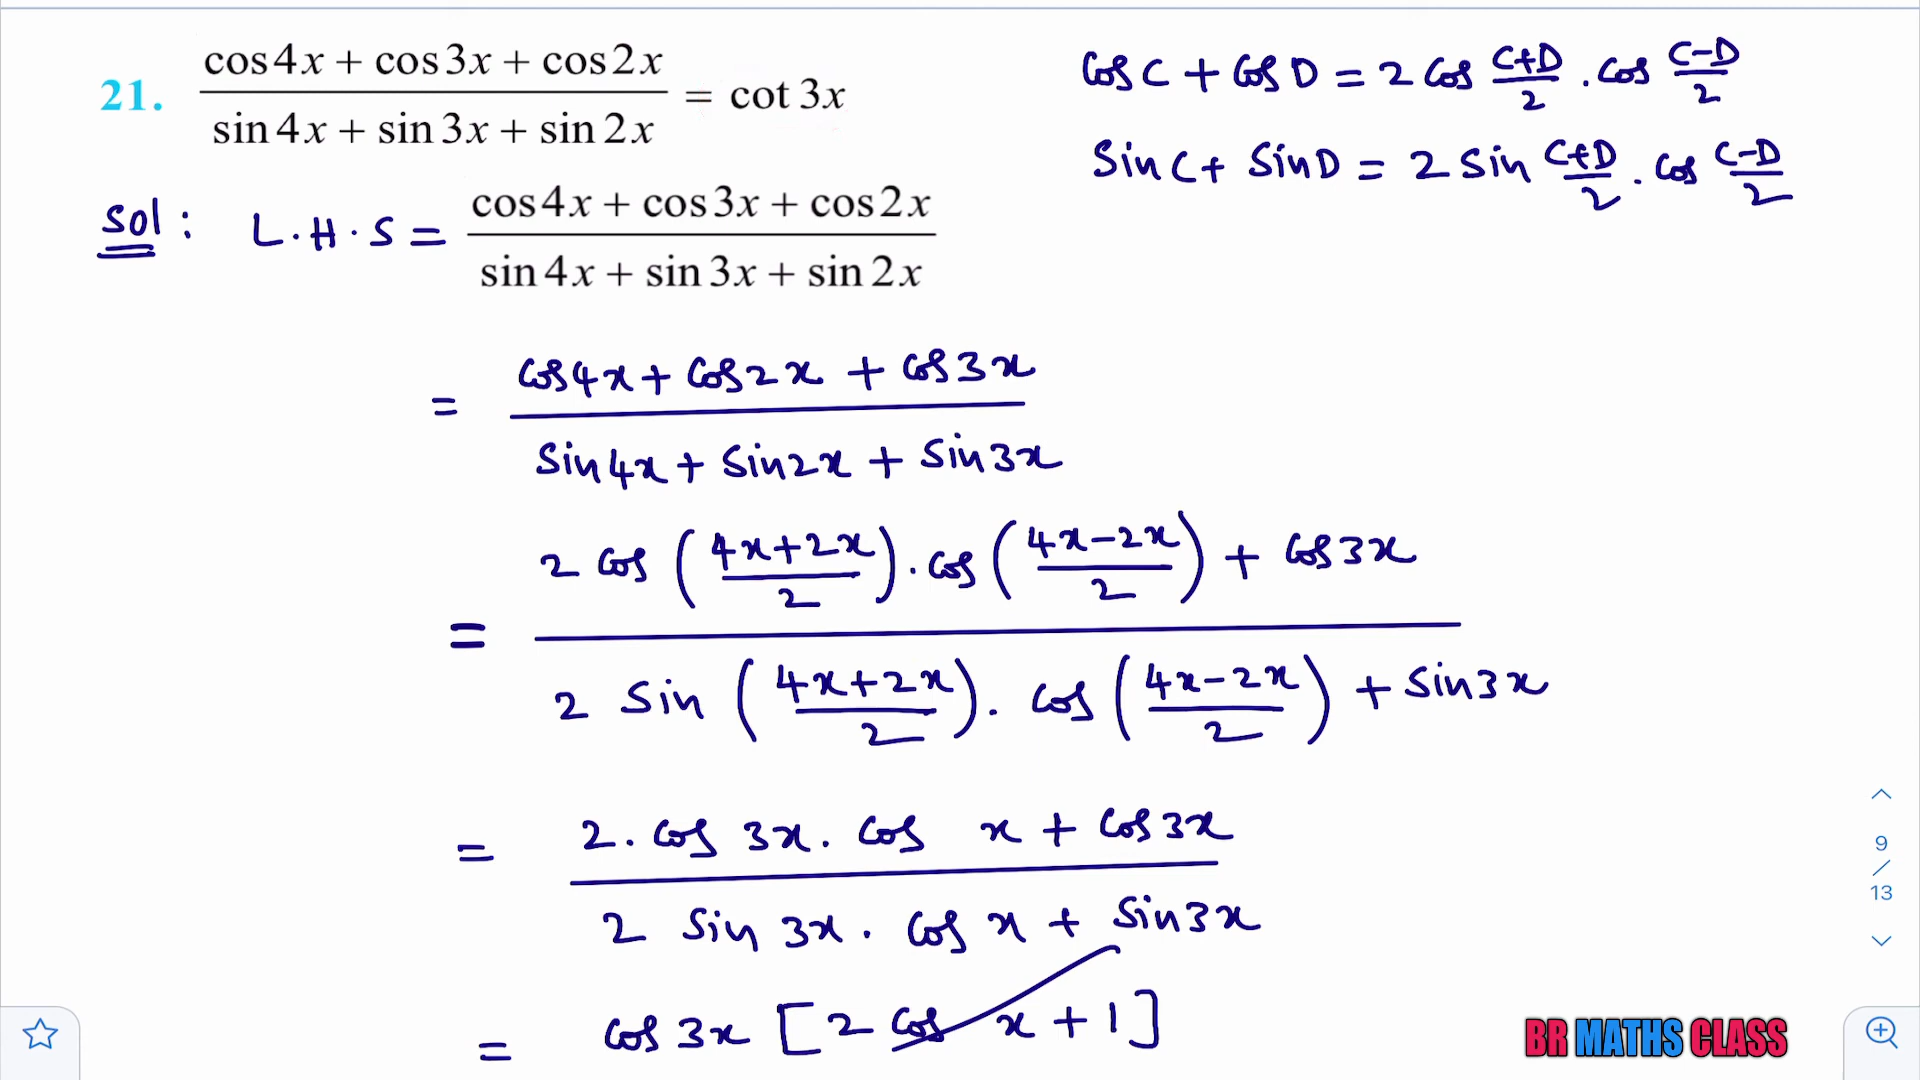 21. (cos 4x + cos 3x + cos 2x) / (sin 4x + sin 3x + sin 2x) = cot 3x
Cos C + Cos D = 2 Cos (C+D)/2 . Cos (C-D)/2
Sin C + Sin D = 2 Sin (C+D)/2 . Cos (C-D)/2
Sol : L.H.S = (cos 4x + cos 3x + cos 2x) / (sin 4x + sin 3x + sin 2x)
= (Cos 4x + Cos 2x + Cos 3x) / (Sin 4x + Sin 2x + Sin 3x)
= (2 Cos ((4x+2x)/2) . Cos ((4x-2x)/2) + Cos 3x) / (2 Sin ((4x+2x)/2) . Cos ((4x-2x)/2) + Sin 3x)
= (2 . Cos 3x . Cos x + Cos 3x) / (2 Sin 3x . Cos x + Sin 3x)
= Cos 3x [2 Cos x + 1]
9
/
13
BR MATHS CLASS